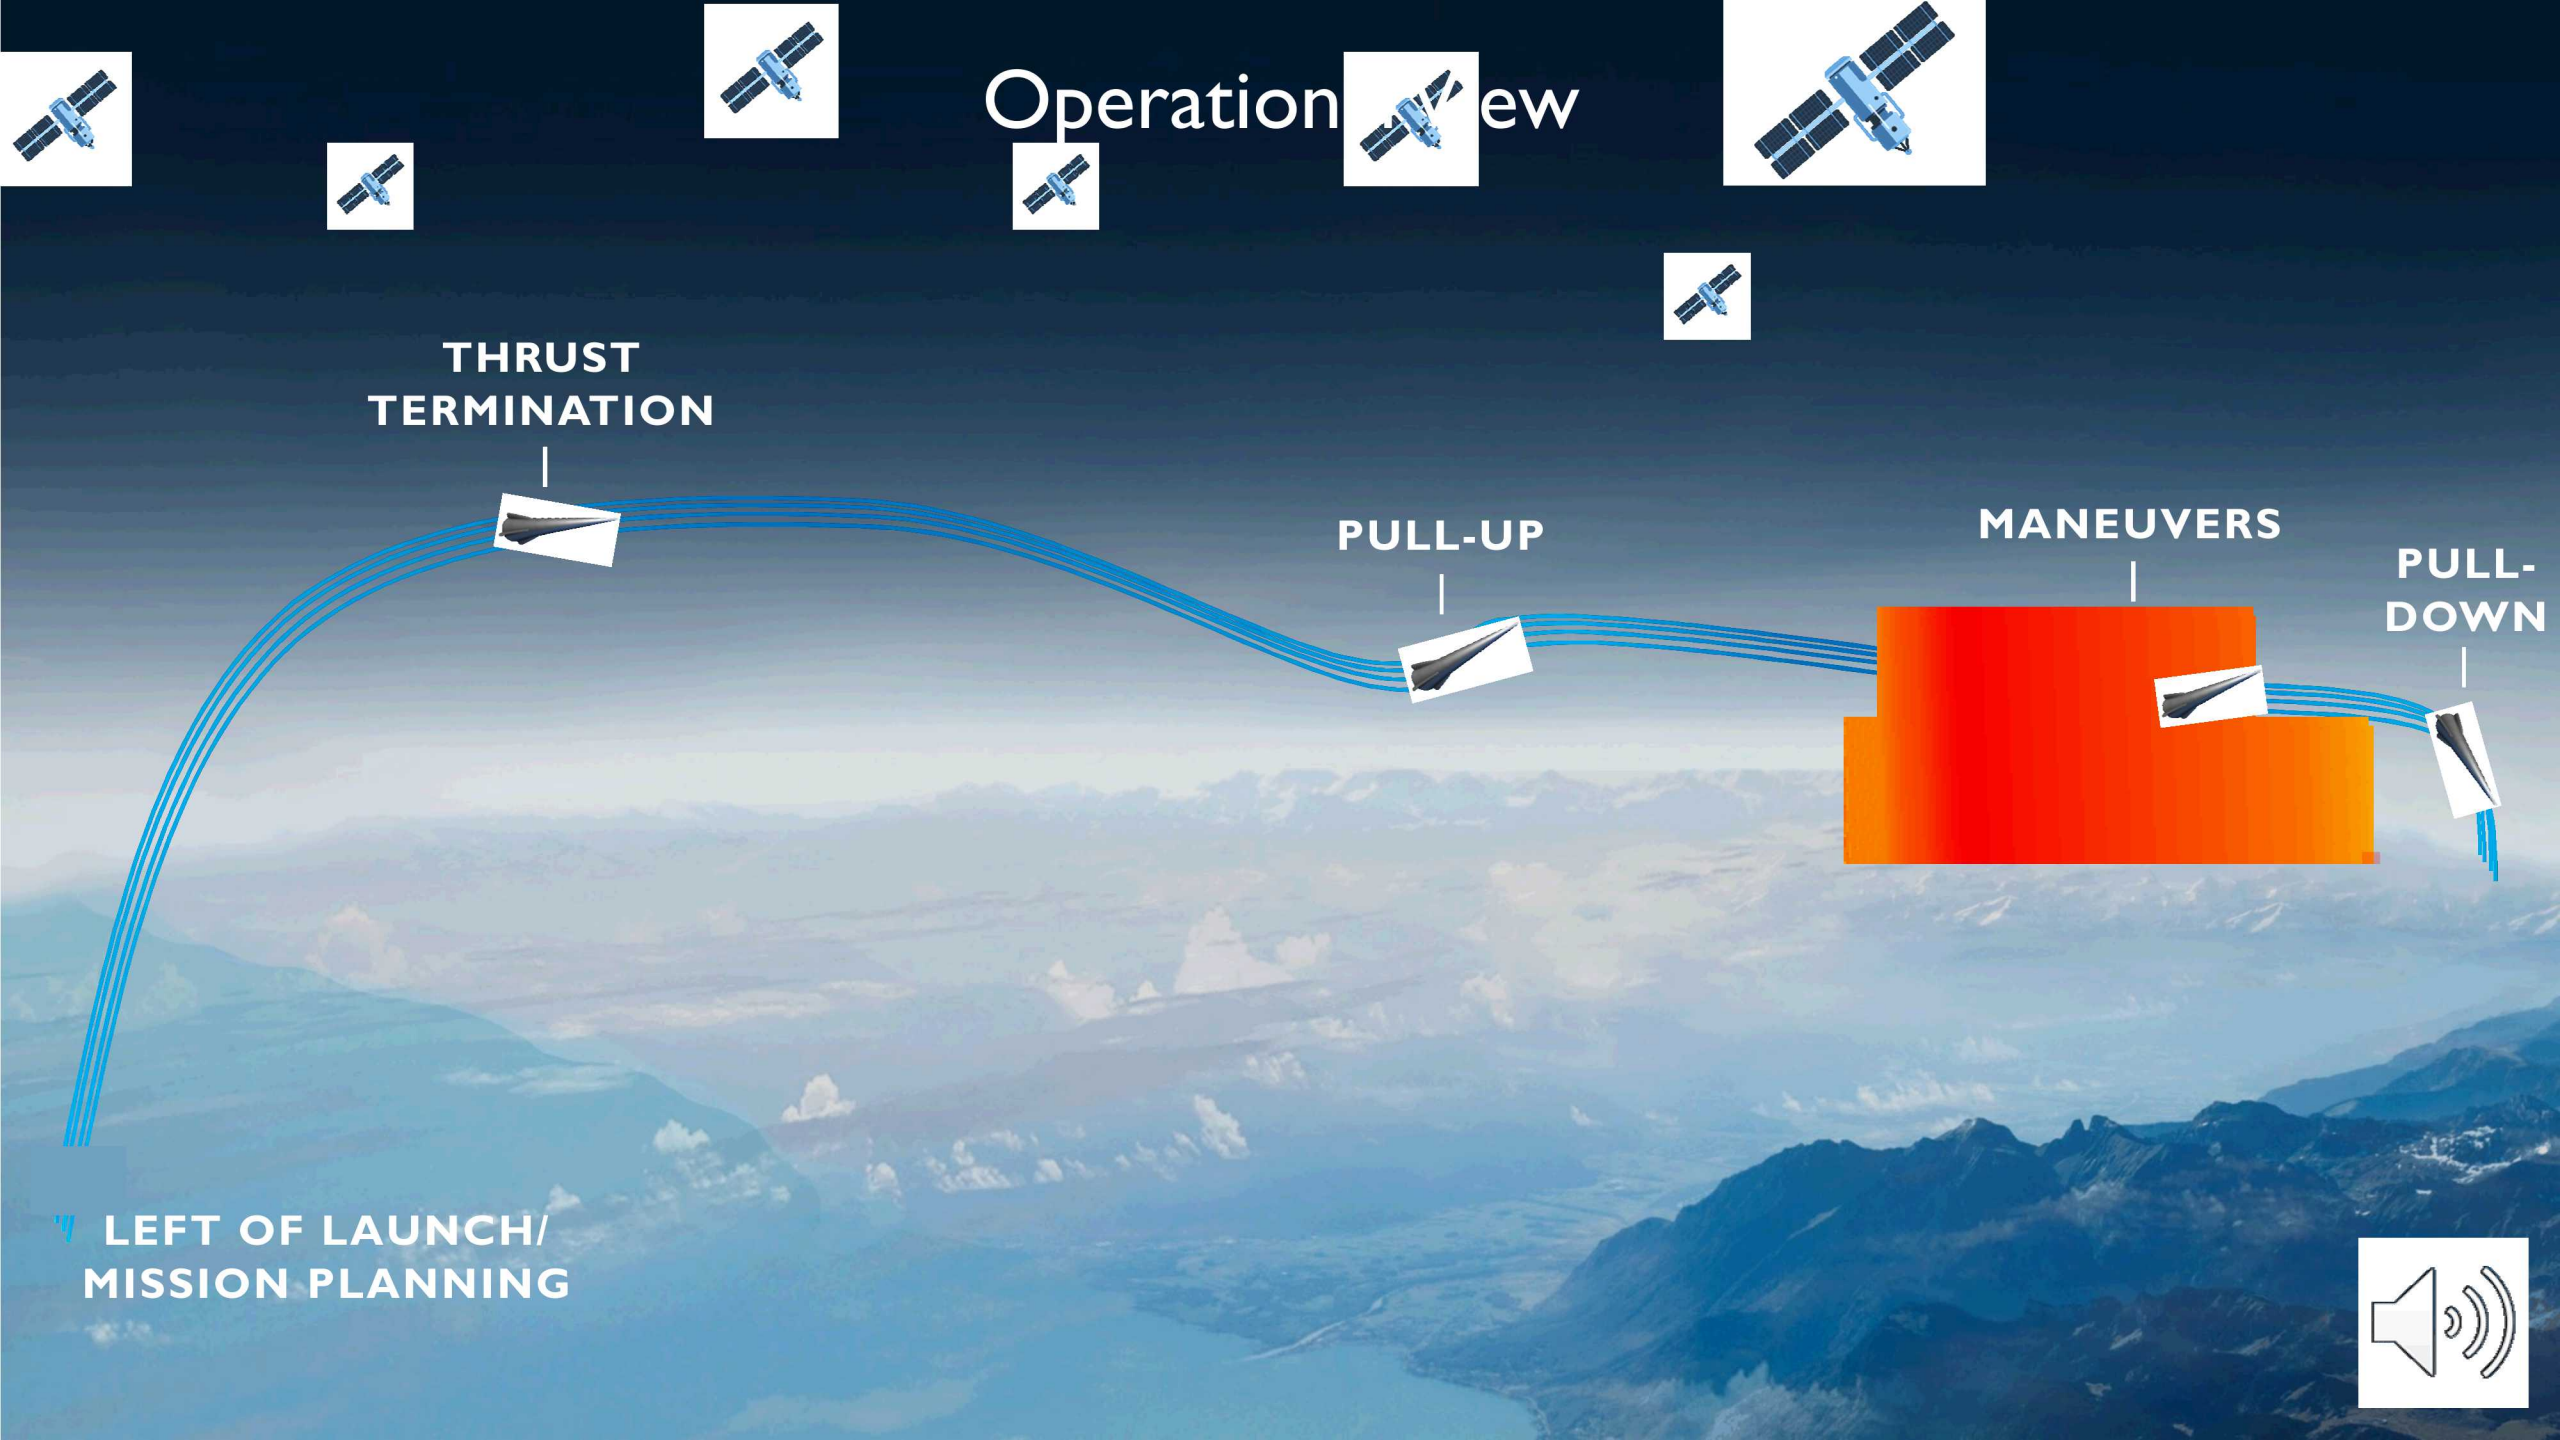 Operation ew
THRUST
TERMINATION
PULL-UP
MANEUVERS
PULL-
DOWN
LEFT OF LAUNCH/
MISSION PLANNING